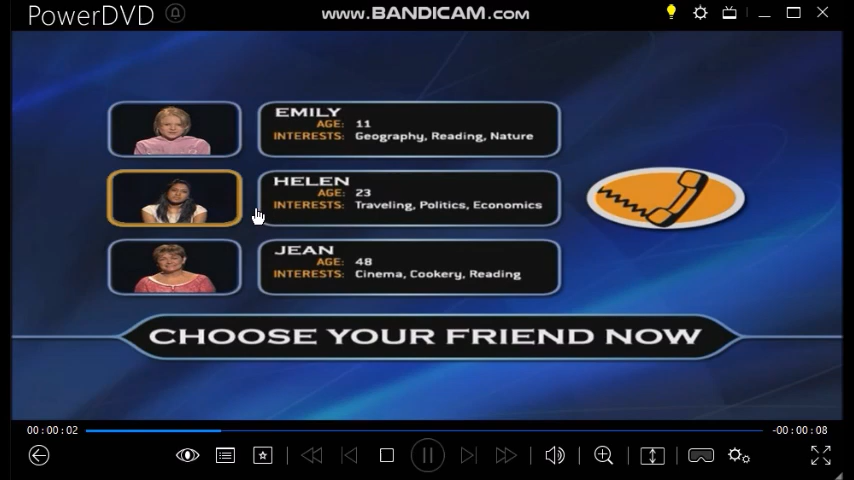 PowerDVD
www.BANDICAM.com
EMILY
AGE: 11
INTERESTS: Geography, Reading, Nature
HELEN
AGE: 23
INTERESTS: Traveling, Politics, Economics
JEAN
AGE: 48
INTERESTS: Cinema, Cookery, Reading
CHOOSE YOUR FRIEND NOW
00:00:02
-00:00:08